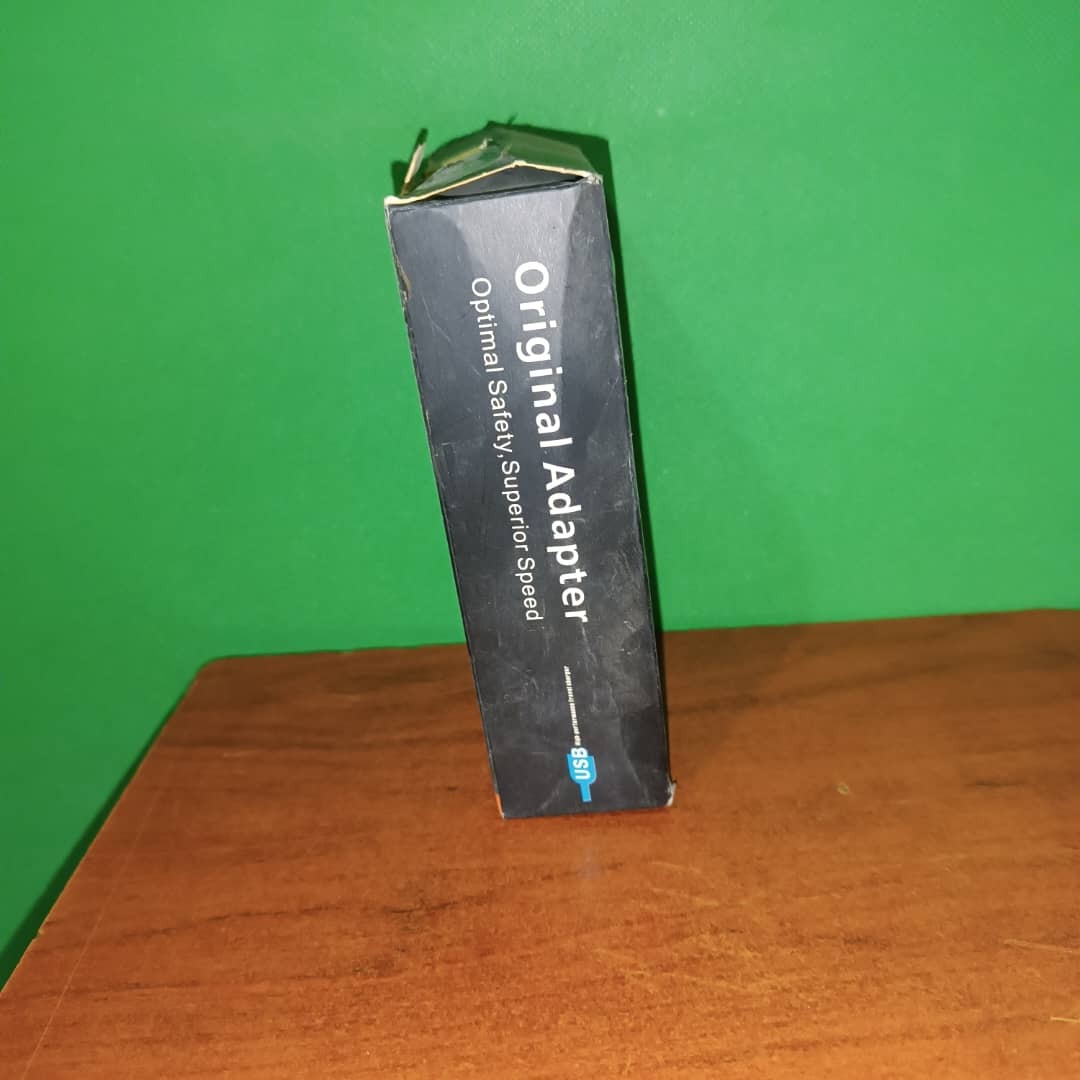 Original Adapter
Optimal Safety,Superior Speed
USB